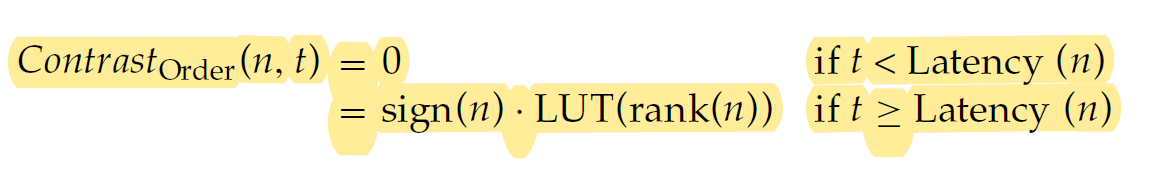 Contrast_Order(n, t) = 0 if t < Latency (n)
= sign(n) · LUT(rank(n)) if t ≥ Latency (n)